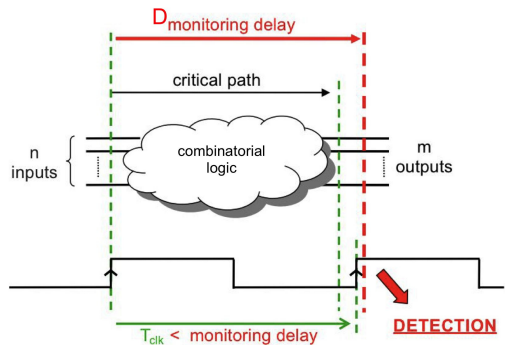 Dmonitoring delay
critical path
n
inputs
combinatorial
logic
m
outputs
Tclk < monitoring delay
DETECTION